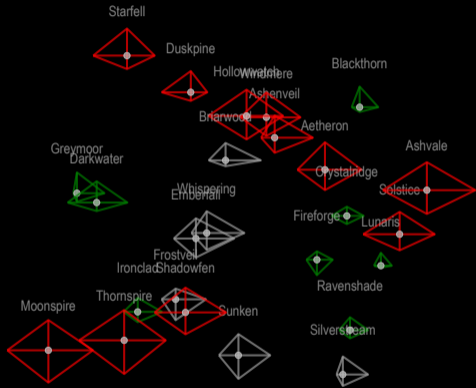 Starfell
Duskpine
Hollowwatch
Windmere
Blackthorn
Ashenveil
Briarwood
Aetheron
Greymoor
Darkwater
Ashvale
Crystalridge
Solstice
Whispering
Emberfall
Fireforge
Lunaris
Frostveil
Ironclad
Shadowfen
Ravenshade
Moonspire
Thornspire
Sunken
Silverstream